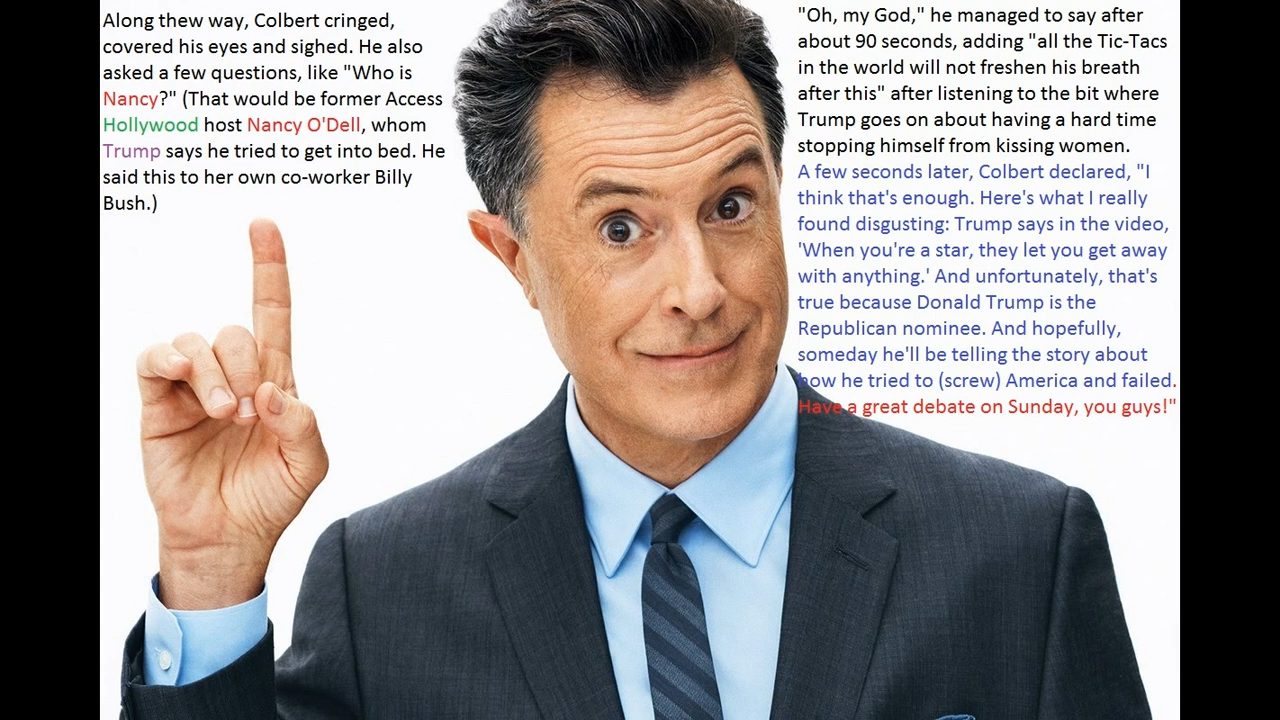 Along thew way, Colbert cringed,
covered his eyes and sighed. He also
asked a few questions, like "Who is
Nancy?" (That would be former Access
Hollywood host Nancy O'Dell, whom
Trump says he tried to get into bed. He
said this to her own co-worker Billy
Bush.)
"Oh, my God," he managed to say after
about 90 seconds, adding "all the Tic-Tacs
in the world will not freshen his breath
after this" after listening to the bit where
Trump goes on about having a hard time
stopping himself from kissing women.
A few seconds later, Colbert declared, "I
think that's enough. Here's what I really
found disgusting: Trump says in the video,
'When you're a star, they let you get away
with anything.' And unfortunately, that's
true because Donald Trump is the
Republican nominee. And hopefully,
someday he'll be telling the story about
how he tried to (screw) America and failed.
Have a great debate on Sunday, you guys!"